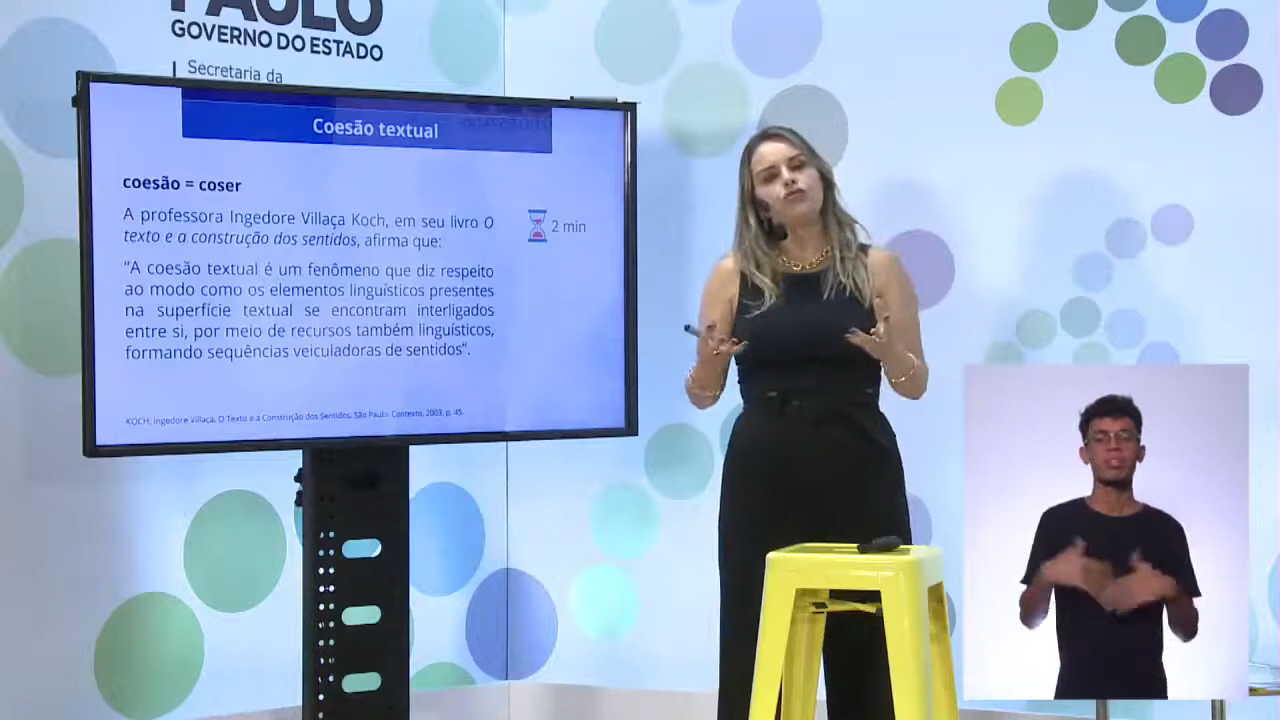 PAULO
GOVERNO DO ESTADO
Secretaria da
Coesão textual
coesão = coser
A professora Ingedore Villaça Koch, em seu livro O
texto e a construção dos sentidos, afirma que:
2 min
“A coesão textual é um fenômeno que diz respeito
ao modo como os elementos linguísticos presentes
na superfície textual se encontram interligados
entre si, por meio de recursos também linguísticos,
formando sequências veiculadoras de sentidos”.
KOCH, Ingedore Villaça. O Texto e a Construção dos Sentidos. São Paulo: Contexto, 2003, p. 45.